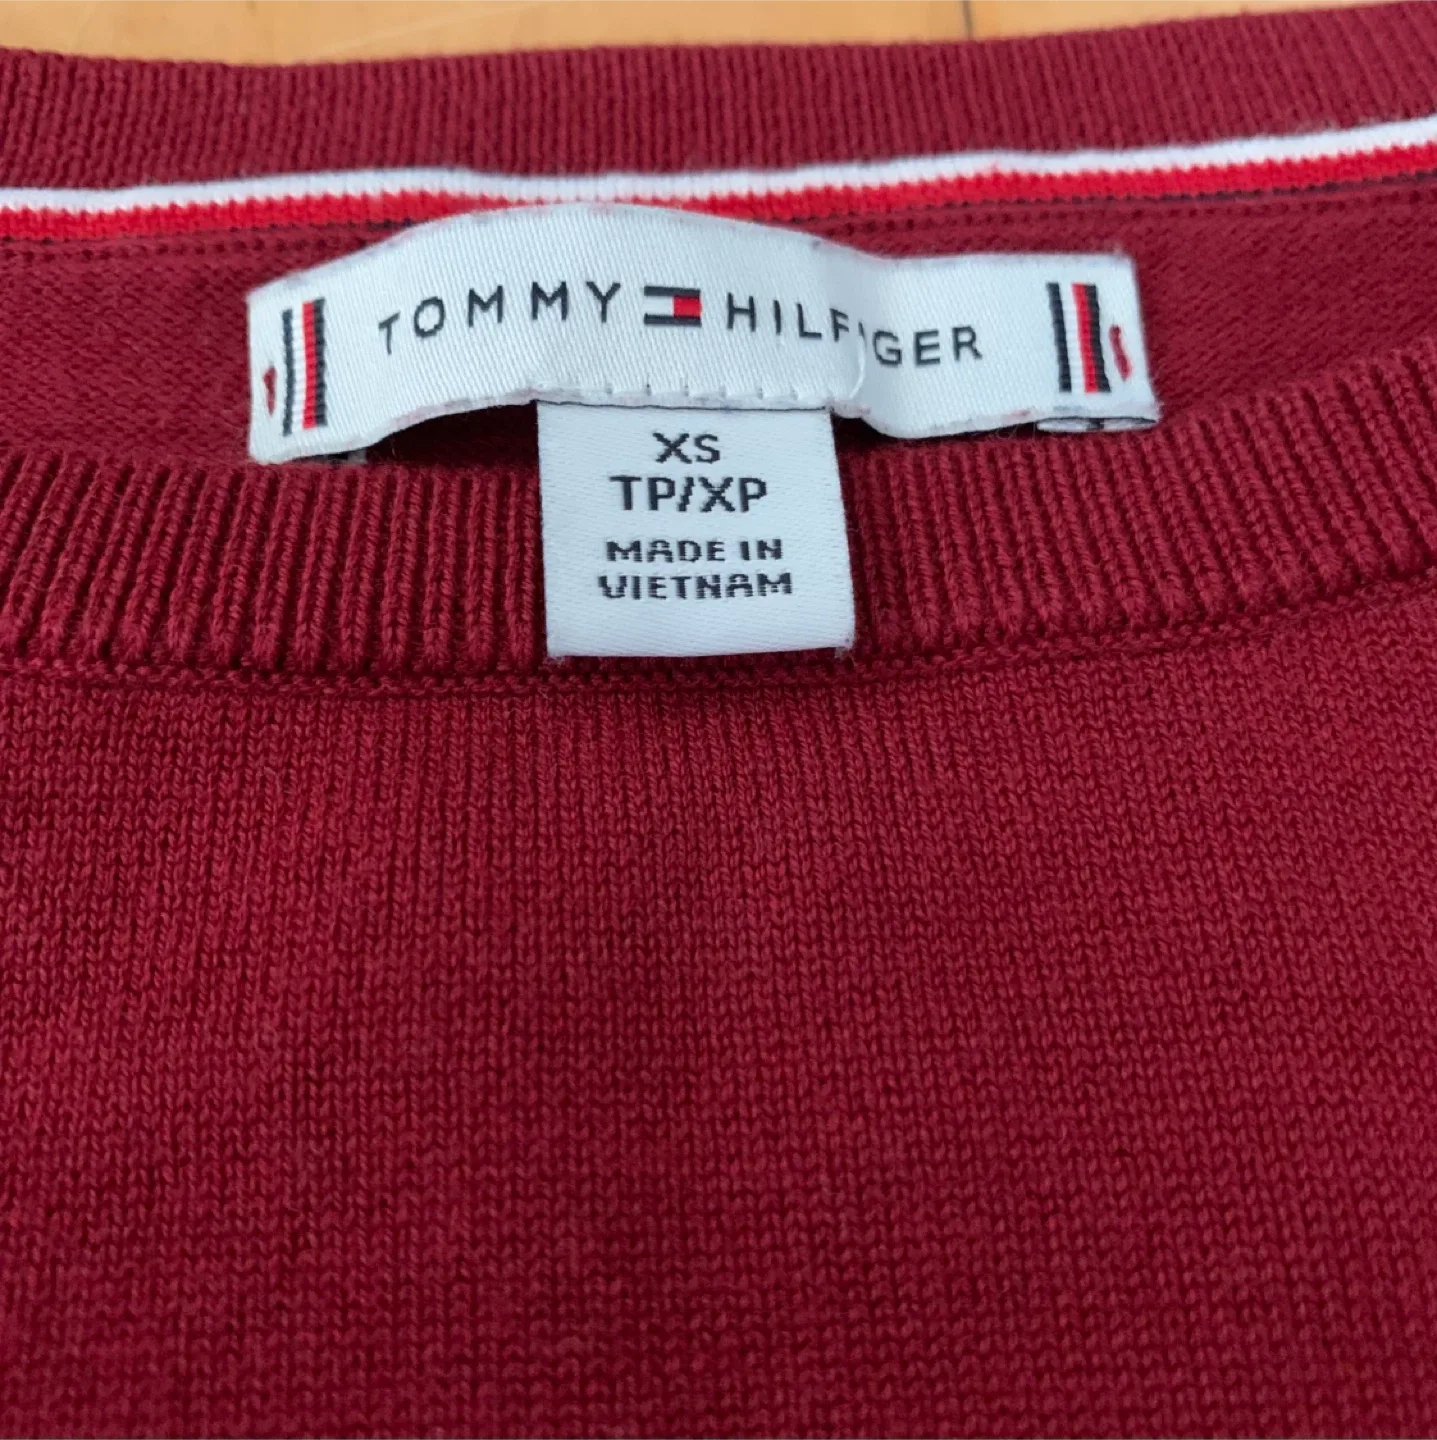 TOMMY HILFIGER
XS
TP/XP
MADE IN
VIETNAM